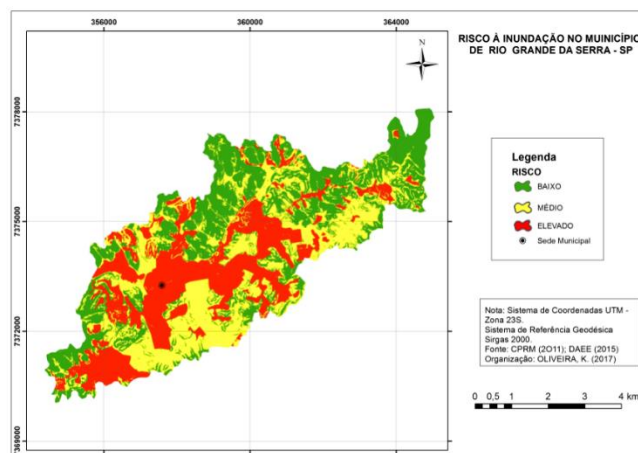 356000 360000 364000
RISCO À INUNDAÇÃO NO MUINICÍPIO
DE RIO GRANDE DA SERRA - SP
N
7378000
7375000
7372000
7369000
Legenda
RISCO
BAIXO
MÉDIO
ELEVADO
Sede Municipal
Nota: Sistema de Coordenadas UTM -
Zona 23S.
Sistema de Referência Geodésica
Sirgas 2000.
Fonte: CPRM (2O11); DAEE (2015)
Organização: OLIVEIRA, K. (2017)
0 0,5 1 2 3 4 km